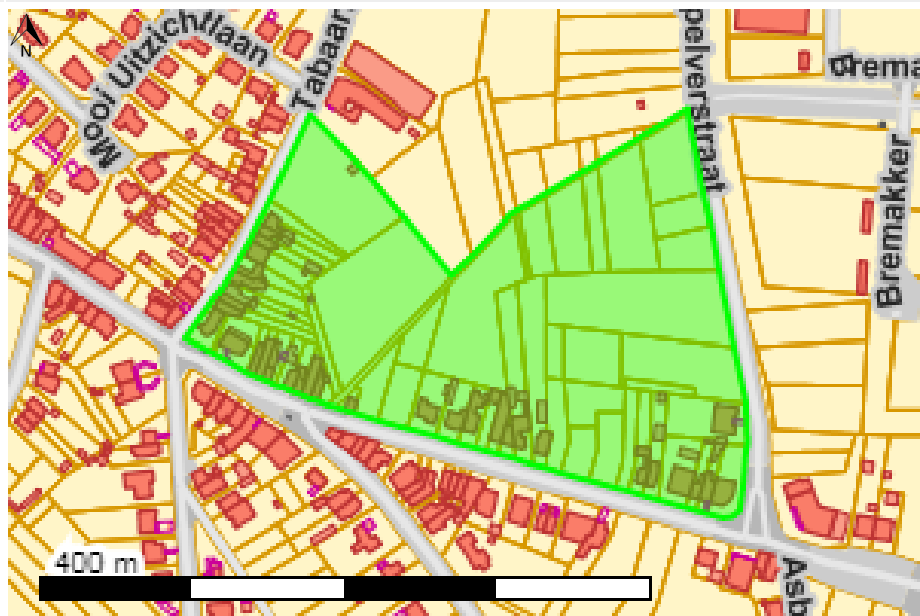 N
Mooi Uitzichtlaan
Tabaar
pelverstraat
Brema
Bremakker
400 m
Asb